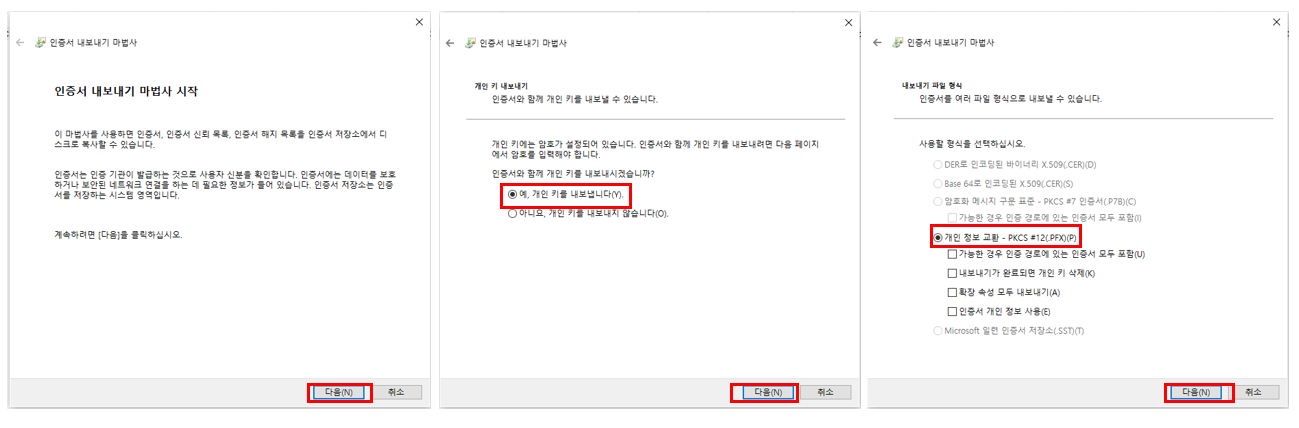 인증서 내보내기 마법사
인증서 내보내기 마법사 시작
이 마법사를 사용하면 인증서, 인증서 신뢰 목록, 인증서 해지 목록을 인증서 저장소에서 디
스크로 복사할 수 있습니다.
인증서는 인증 기관이 발급하는 것으로 사용자 신분을 확인합니다. 인증서에는 데이터를 보호
하거나 보안된 네트워크 연결을 하는 데 필요한 정보가 들어 있습니다. 인증서 저장소는 인증
서를 저장하는 시스템 영역입니다.
계속하려면 [다음]을 클릭하십시오.
다음(N)
취소
인증서 내보내기 마법사
개인 키 내보내기
인증서와 함께 개인 키를 내보낼 수 있습니다.
개인 키에는 암호가 설정되어 있습니다. 인증서와 함께 개인 키를 내보내려면 다음 페이지
에서 암호를 입력해야 합니다.
인증서와 함께 개인 키를 내보내시겠습니까?
예, 개인 키를 내보냅니다(Y).
아니요, 개인 키를 내보내지 않습니다(O).
다음(N)
취소
인증서 내보내기 마법사
내보내기 파일 형식
인증서를 여러 파일 형식으로 내보낼 수 있습니다.
사용할 형식을 선택하십시오.
DER로 인코딩된 바이너리 X.509(.CER)(D)
Base 64로 인코딩된 X.509(.CER)(S)
암호화 메시지 구문 표준 - PKCS #7 인증서(.P7B)(C)
가능한 경우 인증 경로에 있는 인증서 모두 포함(I)
개인 정보 교환 - PKCS #12(.PFX)(P)
가능한 경우 인증 경로에 있는 인증서 모두 포함(U)
내보내기가 완료되면 개인 키 삭제(K)
확장 속성 모두 내보내기(A)
인증서 개인 정보 사용(E)
Microsoft 일련 인증서 저장소(.SST)(T)
다음(N)
취소